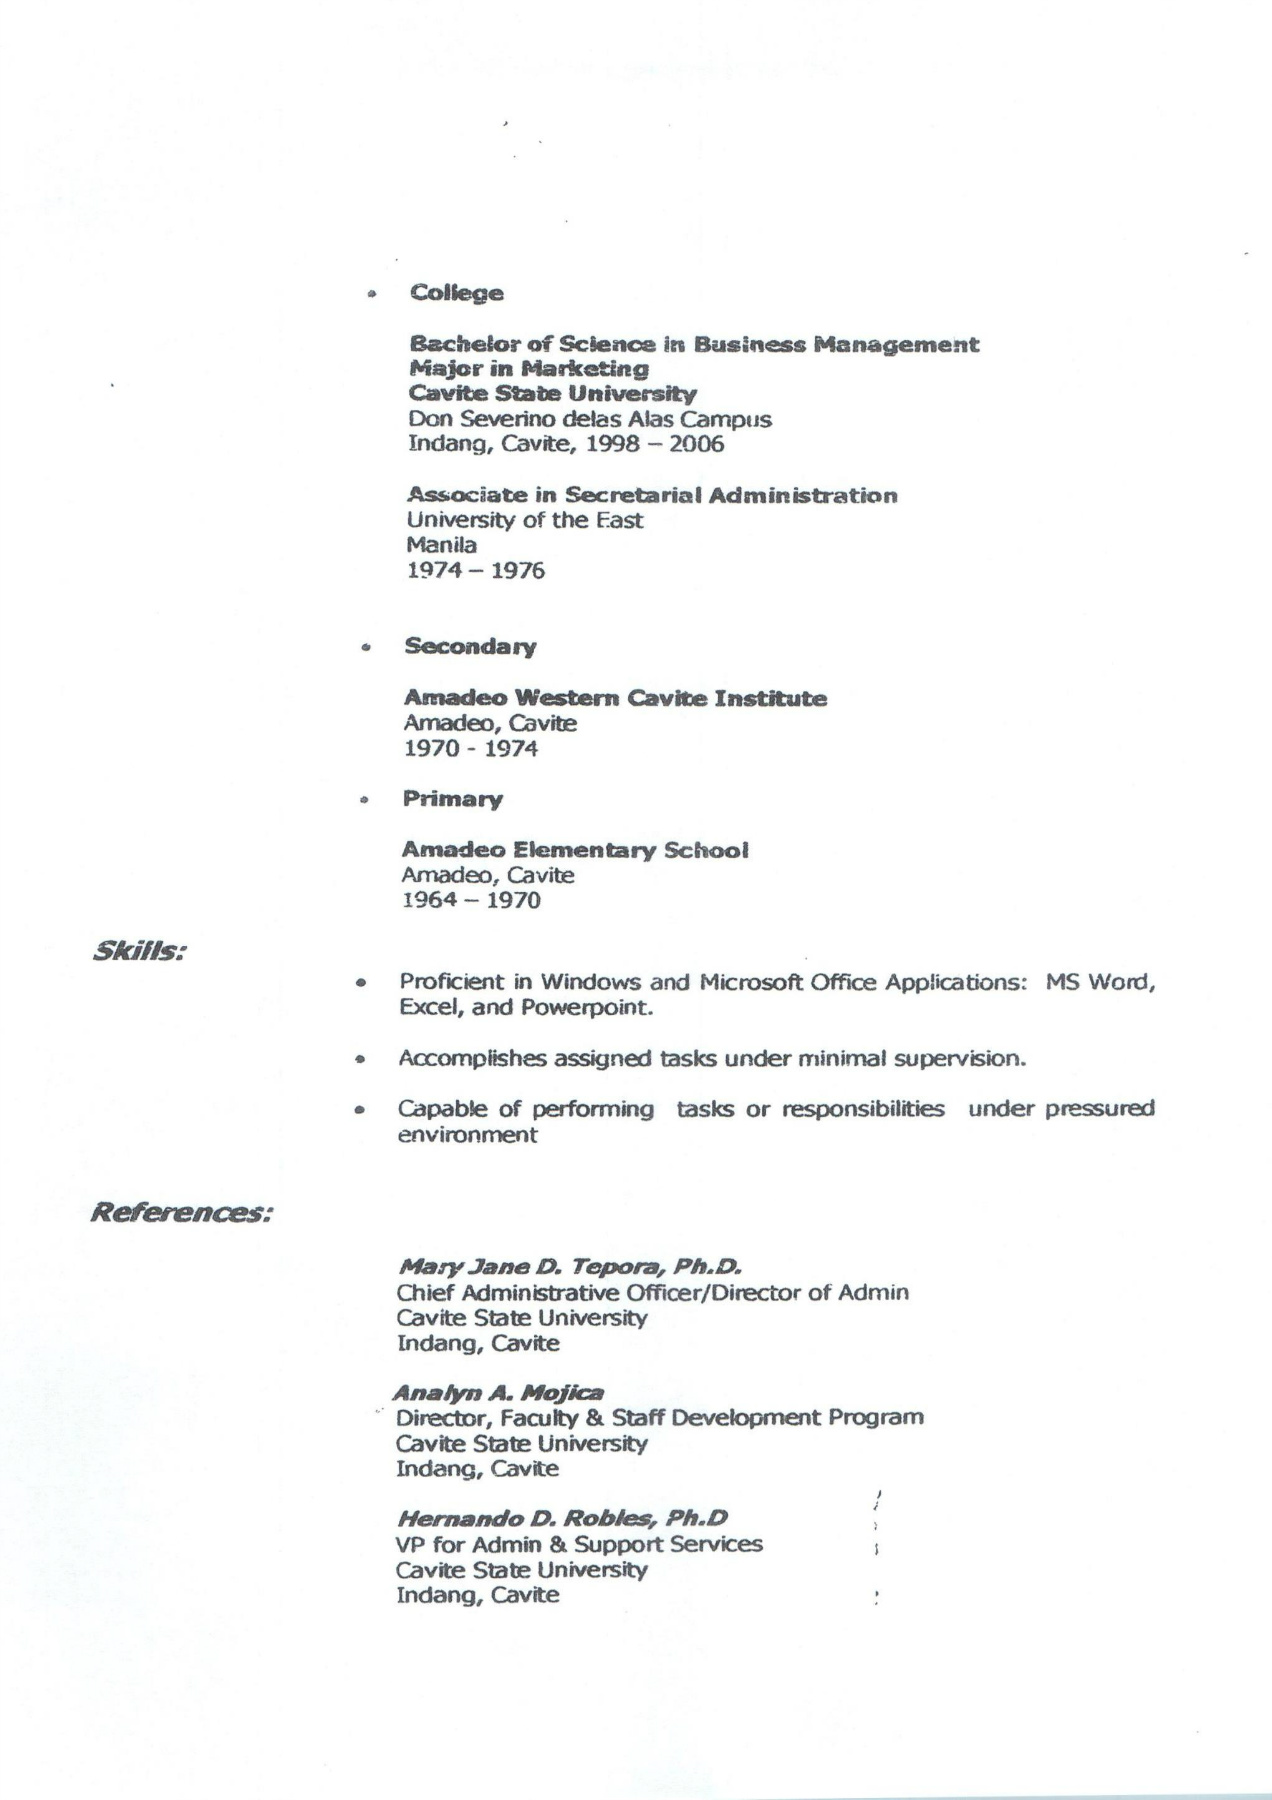 • College
Bachelor of Science in Business Management
Major in Marketing
Cavite State University
Don Severino delas Alas Campus
Indang, Cavite, 1998 – 2006
Associate in Secretarial Administration
University of the East
Manila
1974 – 1976
• Secondary
Amadeo Western Cavite Institute
Amadeo, Cavite
1970 - 1974
• Primary
Amadeo Elementary School
Amadeo, Cavite
1964 – 1970
Skills:
• Proficient in Windows and Microsoft Office Applications: MS Word,
Excel, and Powerpoint.
• Accomplishes assigned tasks under minimal supervision.
• Capable of performing tasks or responsibilities under pressured
environment
References:
Mary Jane D. Tepora, Ph.D.
Chief Administrative Officer/Director of Admin
Cavite State University
Indang, Cavite
Analyn A. Mojica
Director, Faculty & Staff Development Program
Cavite State University
Indang, Cavite
Hernando D. Robles, Ph.D
VP for Admin & Support Services
Cavite State University
Indang, Cavite